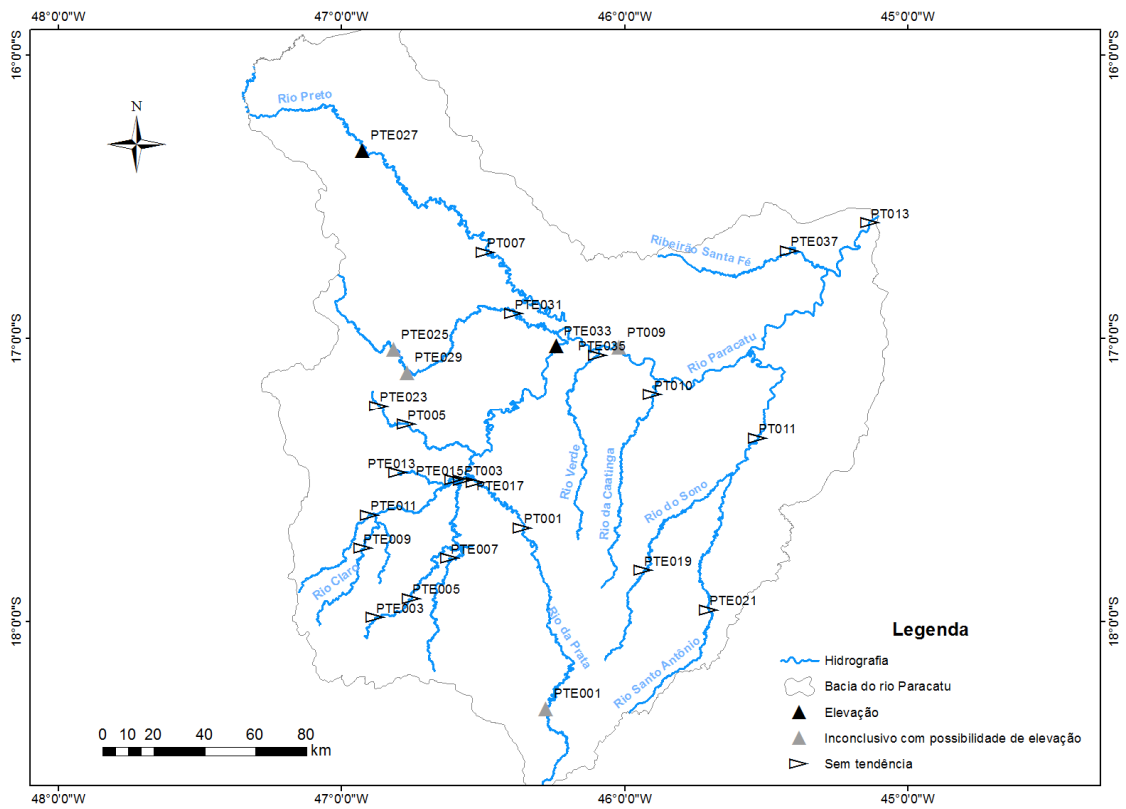 48°0'0"W
47°0'0"W
46°0'0"W
45°0'0"W
16°0'0"S
16°0'0"S
Rio Preto
N
PTE027
PT013
PT007
Ribeirão Santa Fé
PTE037
PTE031
PTE025
PTE033
PT009
17°0'0"S
17°0'0"S
PTE035
PTE029
Rio Paracatu
PTE023
PT010
PT005
PT011
Rio Verde
Rio da Caatinga
PTE013
PTE015
PT003
PTE017
Rio do Sono
PTE011
PT001
PTE009
PTE007
Rio Claro
PTE019
PTE005
PTE003
PTE021
18°0'0"S
18°0'0"S
Rio da Prata
Rio Santo Antônio
PTE001
Legenda
Hidrografia
Bacia do rio Paracatu
Elevação
Inconclusivo com possibilidade de elevação
Sem tendência
0 5 10 20 40 60 80
km
48°0'0"W
47°0'0"W
46°0'0"W
45°0'0"W